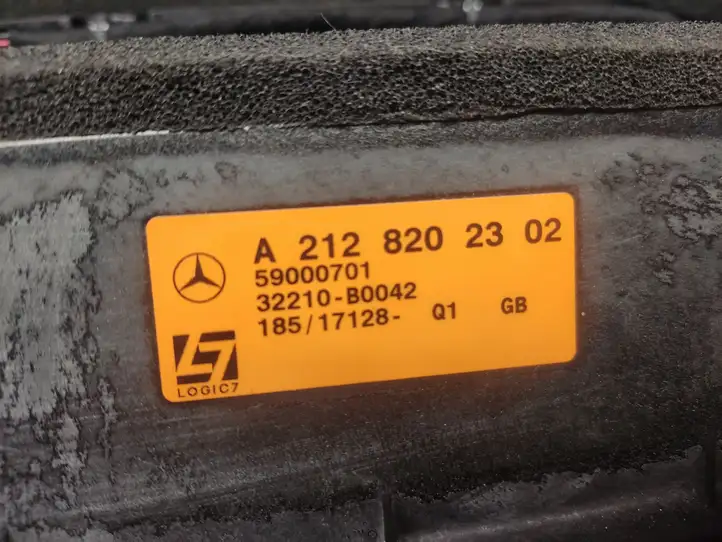 A 212 820 23 02
59000701
32210-B0042
185/17128- Q1 GB
LOGIC7